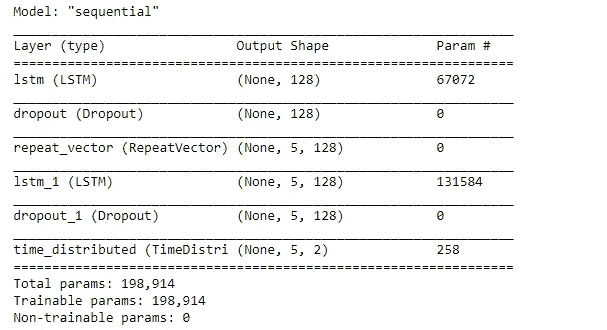 Model: "sequential"
Layer (type) Output Shape Param #
lstm (LSTM) (None, 128) 67072
dropout (Dropout) (None, 128) 0
repeat_vector (RepeatVector) (None, 5, 128) 0
lstm_1 (LSTM) (None, 5, 128) 131584
dropout_1 (Dropout) (None, 5, 128) 0
time_distributed (TimeDistri (None, 5, 2) 258
Total params: 198,914
Trainable params: 198,914
Non-trainable params: 0